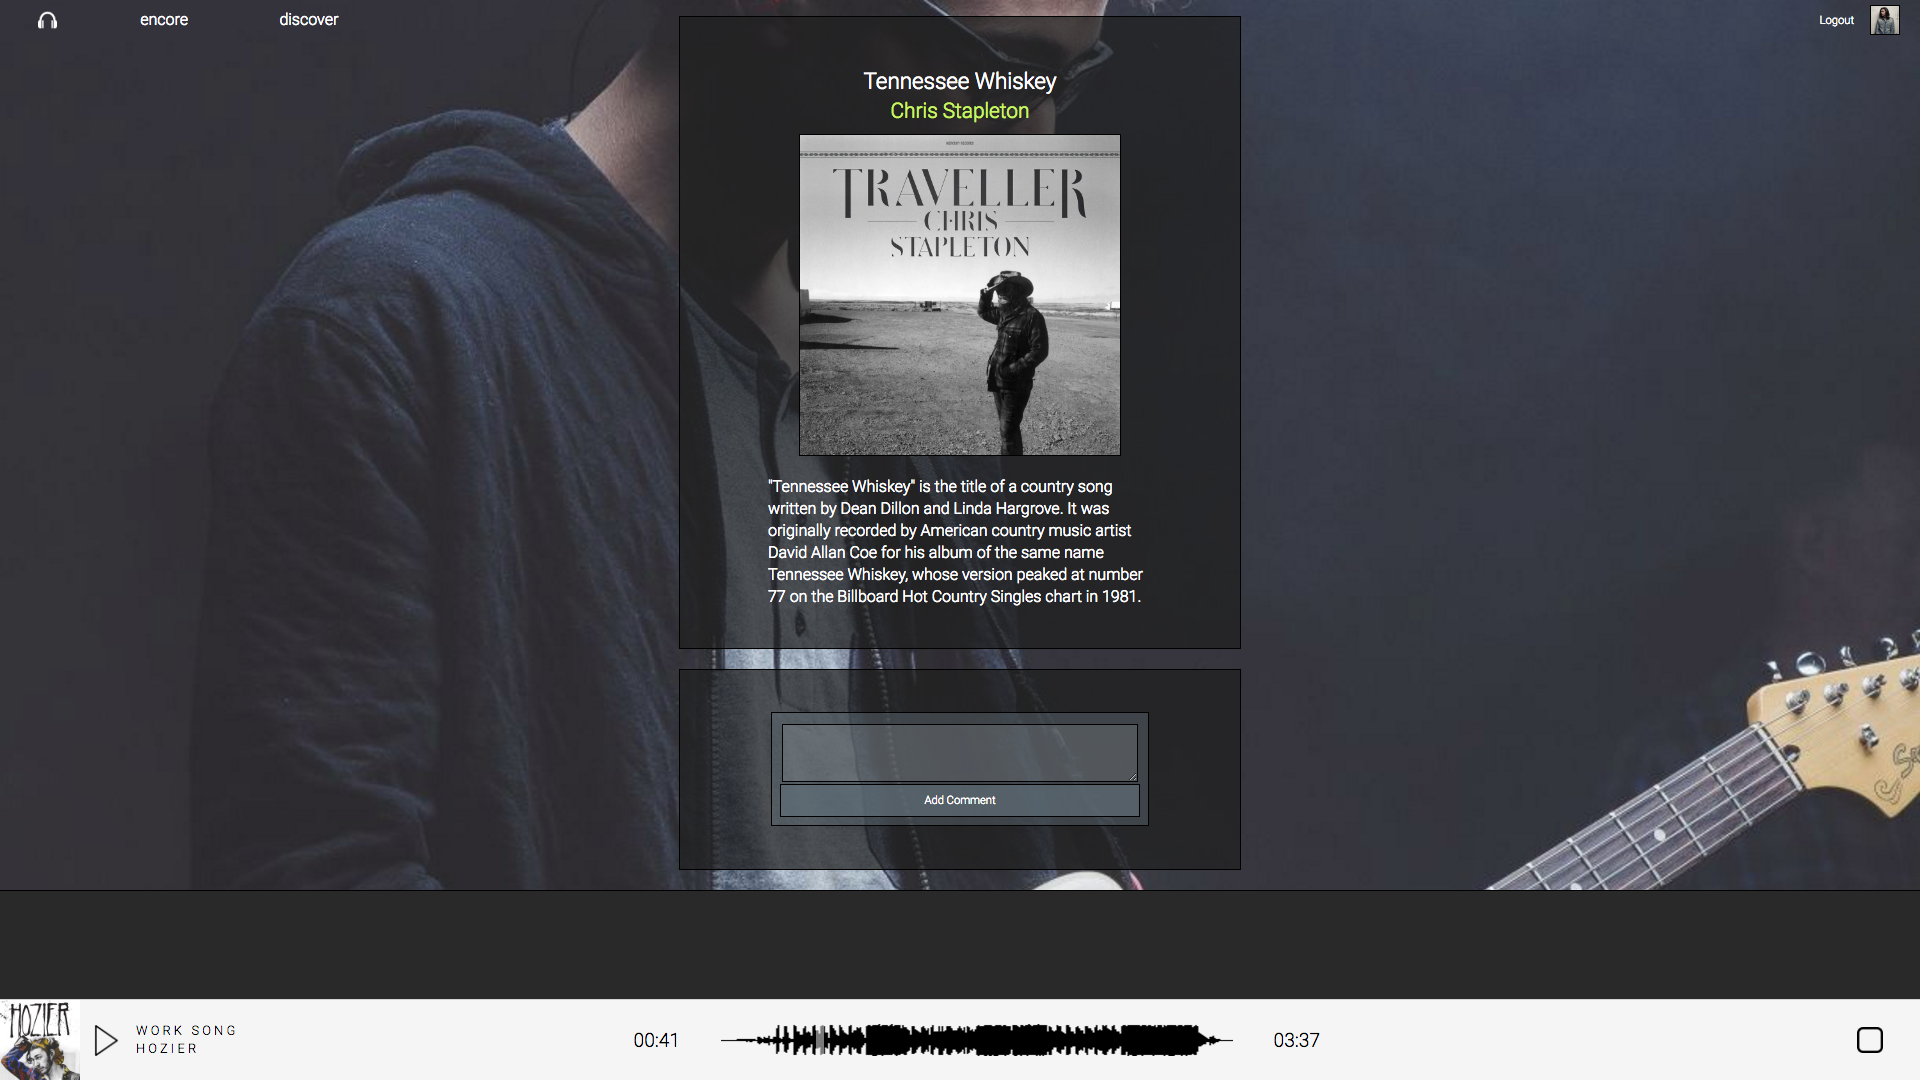 encore
discover
Logout
Tennessee Whiskey
Chris Stapleton
TRAVELLER
CHRIS
STAPLETON
"Tennessee Whiskey" is the title of a country song
written by Dean Dillon and Linda Hargrove. It was
originally recorded by American country music artist
David Allan Coe for his album of the same name
Tennessee Whiskey, whose version peaked at number
77 on the Billboard Hot Country Singles chart in 1981.
Add Comment
HOZIER
WORK SONG
HOZIER
00:41
03:37